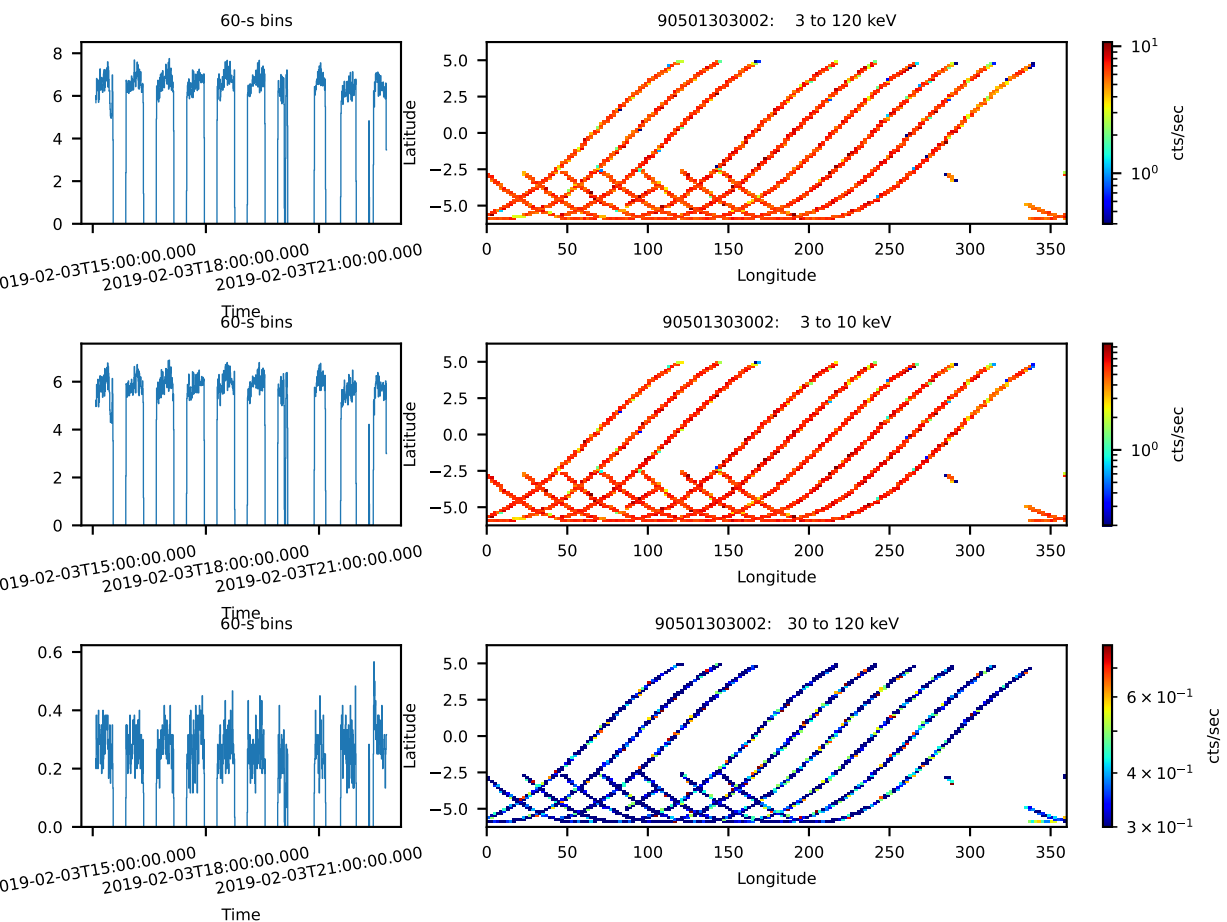 60-s bins
90501303002: 3 to 120 keV
8
6
4
2
0
019-02-03T15:00:00.000
2019-02-03T18:00:00.000
2019-02-03T21:00:00.000
Time
Latitude
5.0
2.5
0.0
−2.5
−5.0
0 50 100 150 200 250 300 350
Longitude
10¹
10⁰
cts/sec
60-s bins
90501303002: 3 to 10 keV
6
4
2
0
019-02-03T15:00:00.000
2019-02-03T18:00:00.000
2019-02-03T21:00:00.000
Time
Latitude
5.0
2.5
0.0
−2.5
−5.0
0 50 100 150 200 250 300 350
Longitude
10⁰
cts/sec
60-s bins
90501303002: 30 to 120 keV
0.6
0.4
0.2
0.0
019-02-03T15:00:00.000
2019-02-03T18:00:00.000
2019-02-03T21:00:00.000
Time
Latitude
5.0
2.5
0.0
−2.5
−5.0
0 50 100 150 200 250 300 350
Longitude
6 × 10⁻¹
4 × 10⁻¹
3 × 10⁻¹
cts/sec